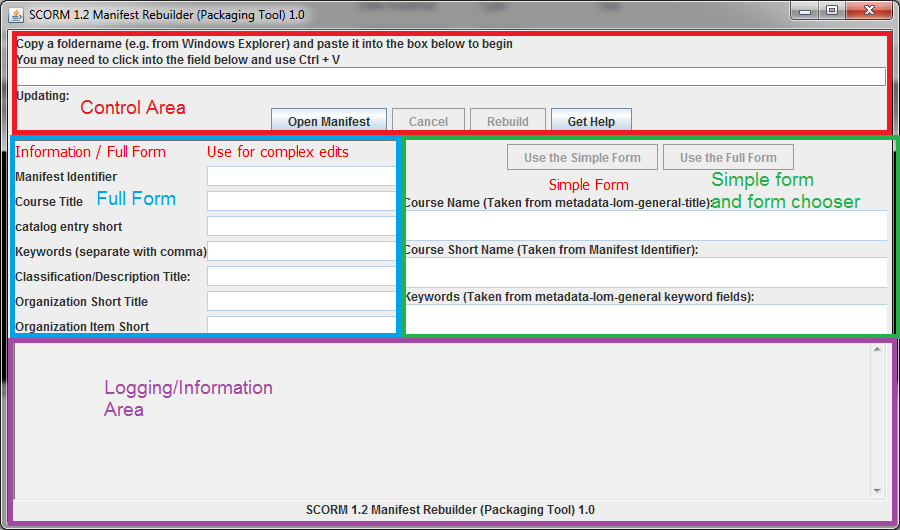 SCORM 1.2 Manifest Rebuilder (Packaging Tool) 1.0
Copy a foldername (e.g. from Windows Explorer) and paste it into the box below to begin
You may need to click into the field below and use Ctrl + V
Updating:
Control Area
Open Manifest Cancel Rebuild Get Help
Information / Full Form Use for complex edits
Manifest Identifier
Course Title Full Form
catalog entry short
Keywords (separate with comma)
Classification/Description Title:
Organization Short Title
Organization Item Short
Use the Simple Form Use the Full Form
Simple Form
Simple form
and form chooser
Course Name (Taken from metadata-lom-general-title):
Course Short Name (Taken from Manifest Identifier):
Keywords (Taken from metadata-lom-general keyword fields):
Logging/Information
Area
SCORM 1.2 Manifest Rebuilder (Packaging Tool) 1.0